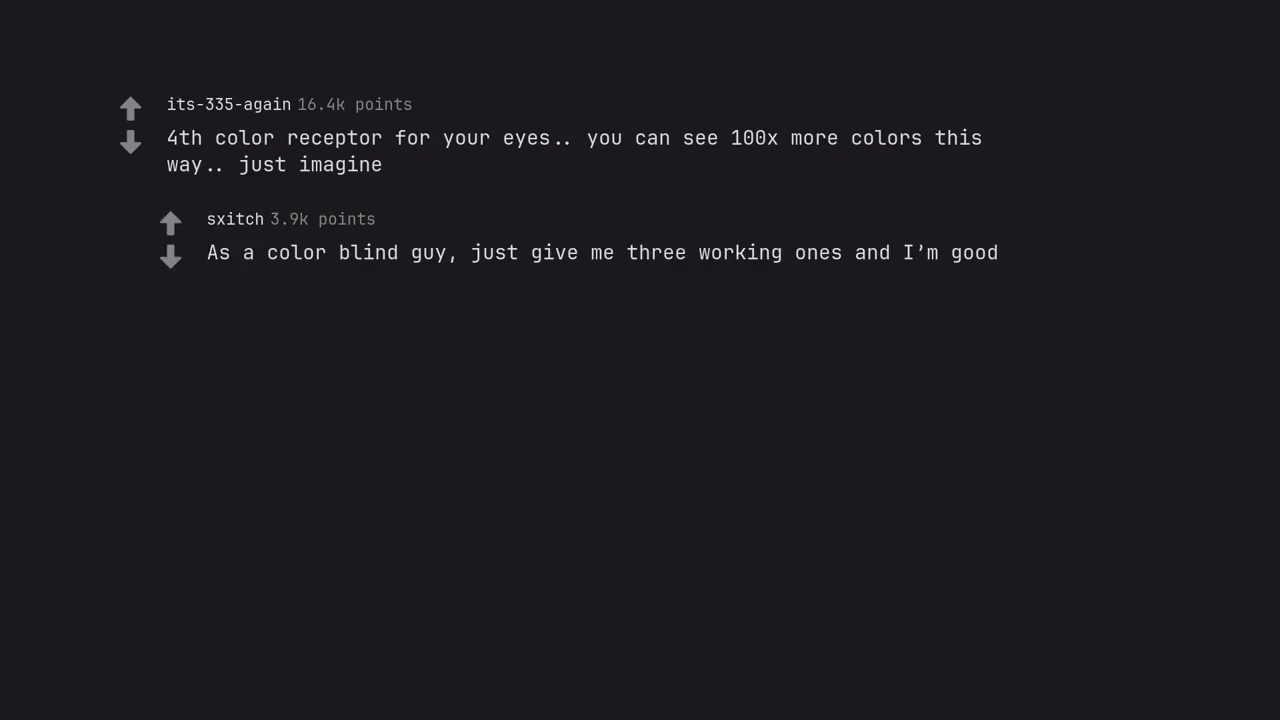 its-335-again 16.4k points
4th color receptor for your eyes.. you can see 100x more colors this
way.. just imagine
sxitch 3.9k points
As a color blind guy, just give me three working ones and I’m good